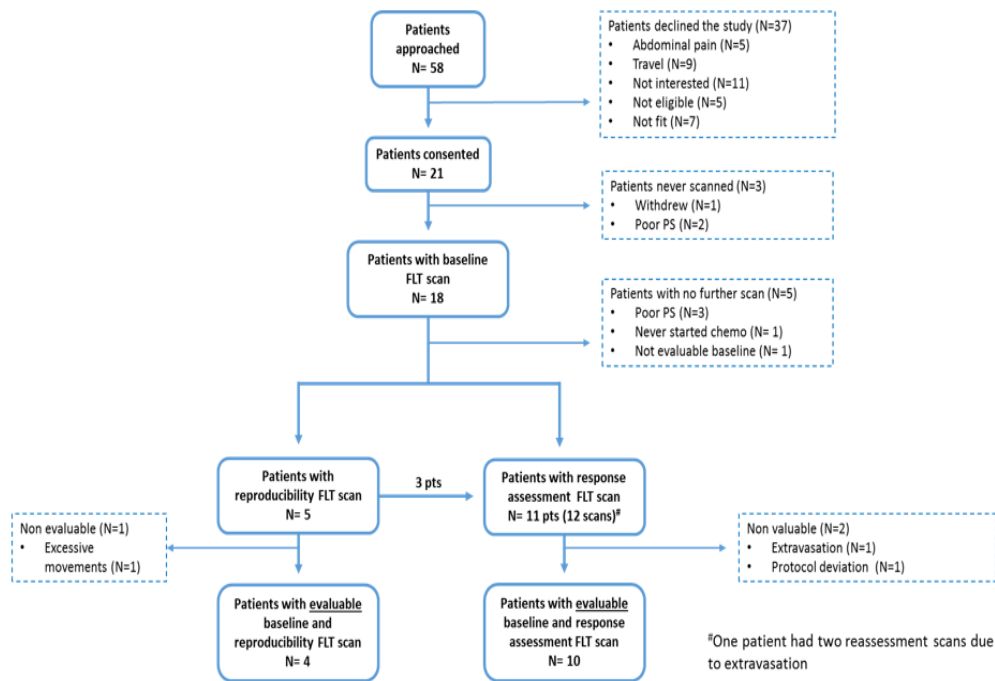 Patients
approached
N= 58
Patients declined the study (N=37)
• Abdominal pain (N=5)
• Travel (N=9)
• Not interested (N=11)
• Not eligible (N=5)
• Not fit (N=7)
Patients consented
N= 21
Patients never scanned (N=3)
• Withdrew (N=1)
• Poor PS (N=2)
Patients with baseline
FLT scan
N= 18
Patients with no further scan (N=5)
• Poor PS (N=3)
• Never started chemo (N= 1)
• Not evaluable baseline (N= 1)
Patients with
reproducibility FLT scan
N= 5
3 pts
Patients with response
assessment FLT scan
N= 11 pts (12 scans)#
Non evaluable (N=1)
• Excessive
movements (N=1)
Non valuable (N=2)
• Extravasation (N=1)
• Protocol deviation (N=1)
Patients with evaluable
baseline and
reproducibility FLT scan
N= 4
Patients with evaluable
baseline and response
assessment FLT scan
N= 10
#One patient had two reassessment scans due
to extravasation